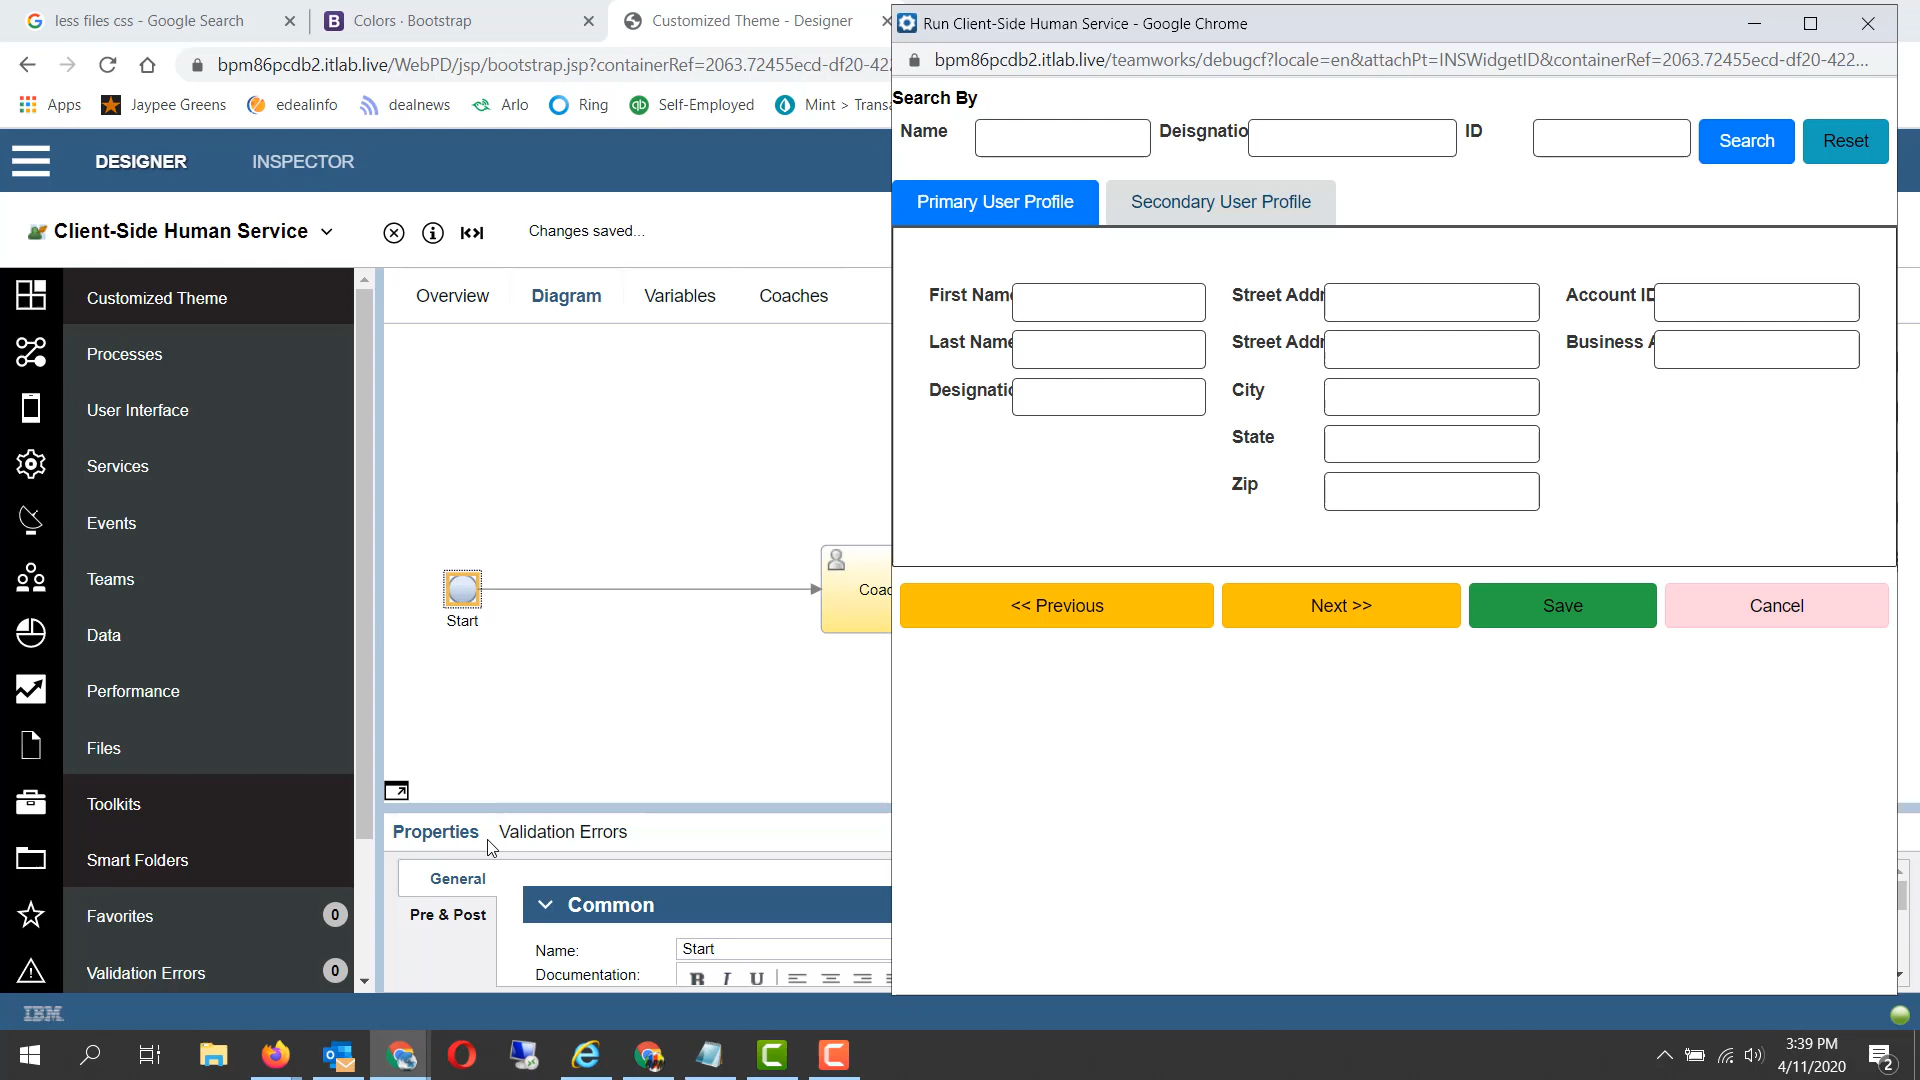 less files css - Google Search
Colors · Bootstrap
Customized Theme - Designer
bpm86pcdb2.itlab.live/WebPD/jsp/bootstrap.jsp?containerRef=2063.72455ecd-df20-422
Apps
Jaypee Greens
edealinfo
dealnews
Arlo
Ring
Self-Employed
Mint > Transa
DESIGNER
INSPECTOR
Client-Side Human Service
Changes saved...
Customized Theme
Processes
User Interface
Services
Events
Teams
Data
Performance
Files
Toolkits
Smart Folders
Favorites
0
Validation Errors
0
Overview
Diagram
Variables
Coaches
Start
Coac
Properties
Validation Errors
General
Pre & Post
Common
Name:
Start
Documentation:
B I U
IBM
Run Client-Side Human Service - Google Chrome
bpm86pcdb2.itlab.live/teamworks/debugcf?locale=en&attachPt=INSWidgetID&containerRef=2063.72455ecd-df20-422...
Search By
Name
Deisgnatio
ID
Search
Reset
Primary User Profile
Secondary User Profile
First Name
Street Addr
Account ID
Last Name
Street Addr
Business A
Designatio
City
State
Zip
<< Previous
Next >>
Save
Cancel
3:39 PM
4/11/2020
2